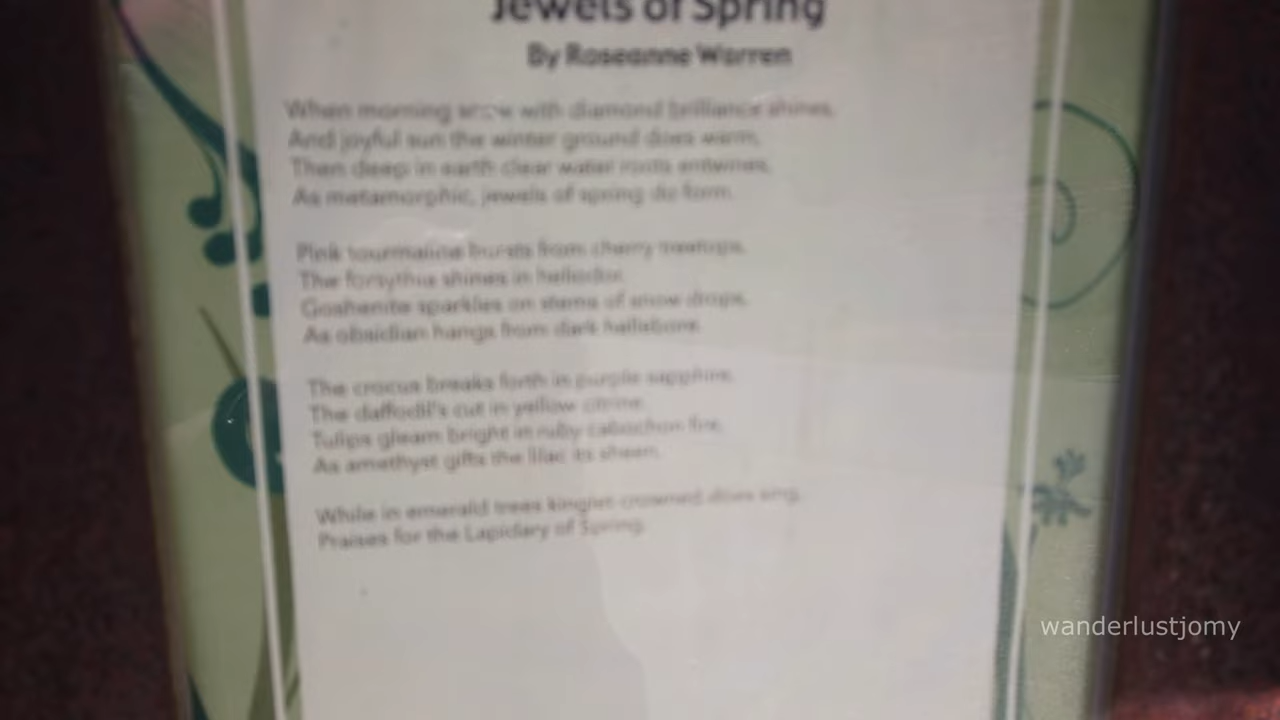 Jewels of Spring
By Roseanne Warren
When morning snow with diamond brilliance shines,
And joyful sun the winter ground does warm,
Then deep in earth clear water roots entwines,
As metamorphic, jewels of spring do form.
Pink tourmaline bursts from cherry treetops,
The forsythia shines in heliodor.
Goshenite sparkles on stems of snow drops,
As obsidian hangs from dark hellebore.
The crocus breaks forth in purple sapphire,
The daffodil's cut in yellow citrine.
Tulips gleam bright in ruby cabochon fire,
As amethyst gifts the lilac its sheen.
While in emerald trees kinglet-crowned does sing,
Praises for the Lapidary of Spring.
wanderlustjomy